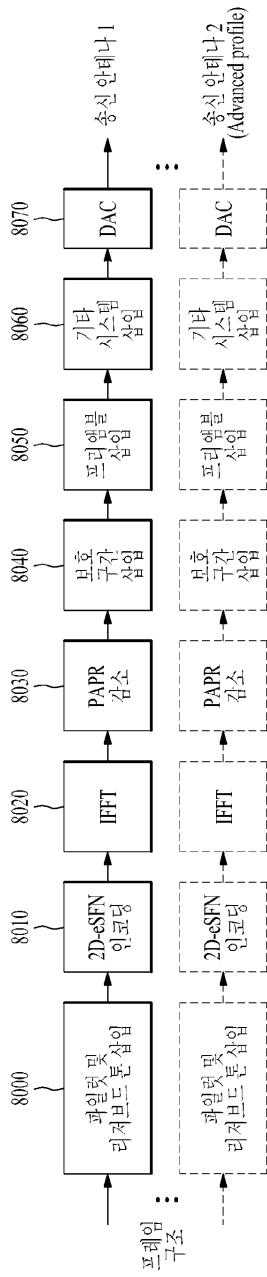 프레임
구조
8000
파일럿 및
리저브드 톤 삽입
8010
2D-eSFN
인코딩
8020
IFFT
8030
PAPR
감소
8040
보호
구간
삽입
8050
프리앰블
삽입
8060
기타
시스템
삽입
8070
DAC
송신 안테나 1
파일럿 및
리저브드 톤 삽입
2D-eSFN
인코딩
IFFT
PAPR
감소
보호
구간
삽입
프리앰블
삽입
기타
시스템
삽입
DAC
송신 안테나 2
(Advanced profile)